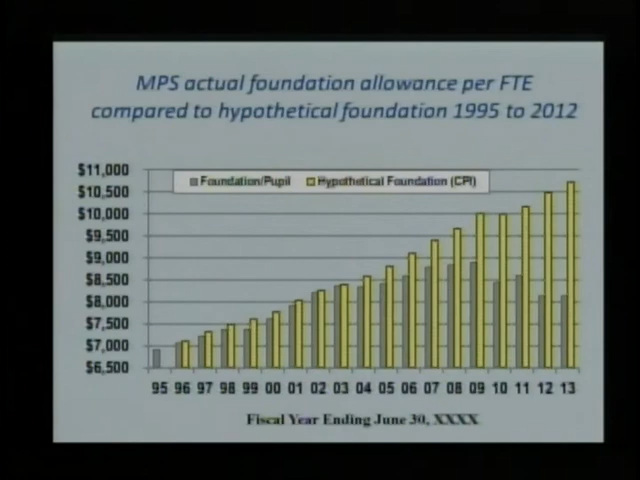 MPS actual foundation allowance per FTE
compared to hypothetical foundation 1995 to 2012
Foundation/Pupil Hypothetical Foundation (CPI)
$11,000
$10,500
$10,000
$9,500
$9,000
$8,500
$8,000
$7,500
$7,000
$6,500
95 96 97 98 99 00 01 02 03 04 05 06 07 08 09 10 11 12 13
Fiscal Year Ending June 30, XXXX